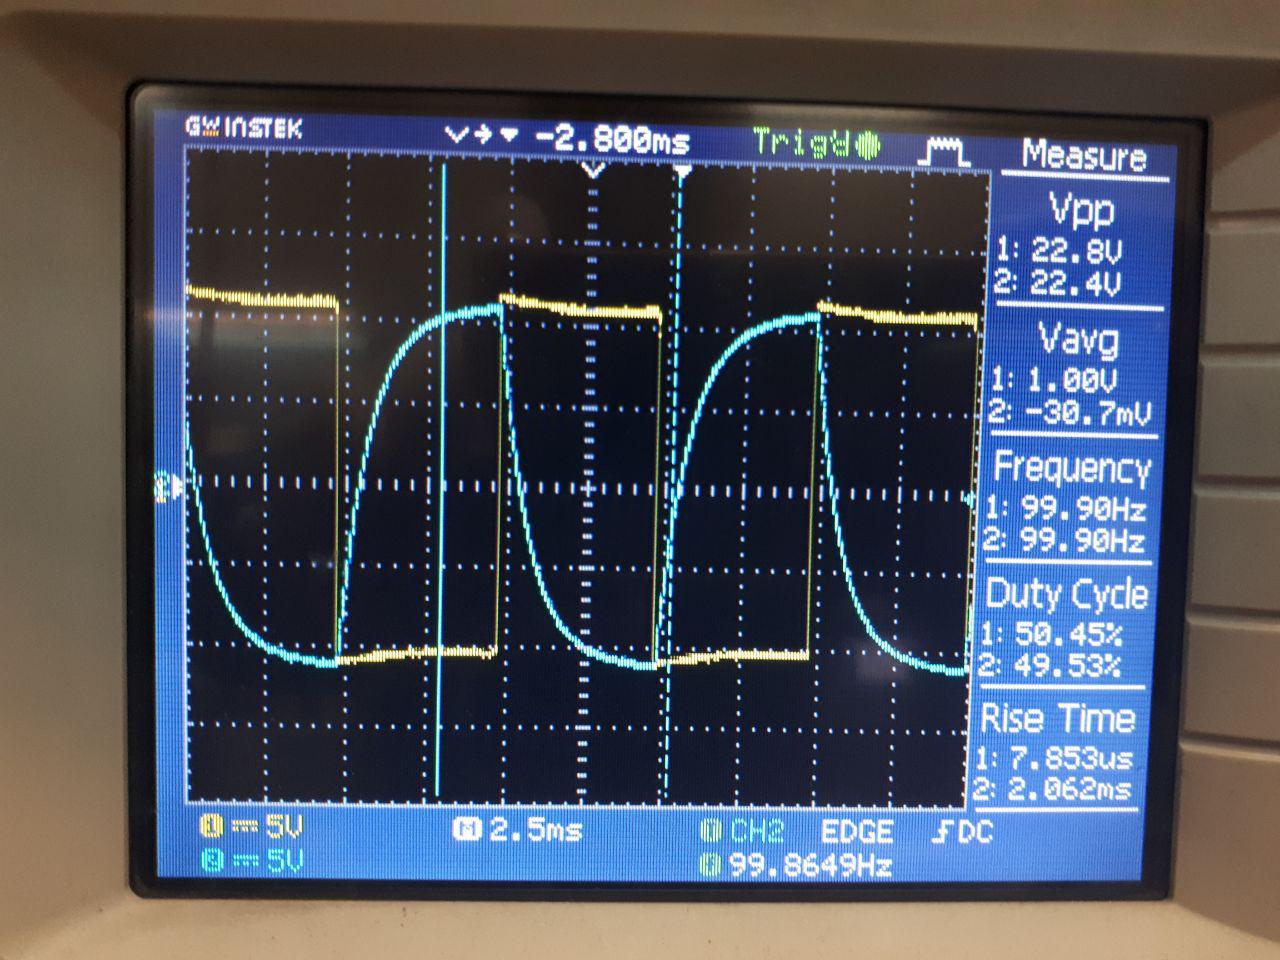 GWINSTEK -2.800ms Trig'd Measure
Vpp
1: 22.8V
2: 22.4V
Vavg
1: 1.00V
2: -30.7mV
Frequency
1: 99.90Hz
2: 99.90Hz
Duty Cycle
1: 50.45%
2: 49.53%
Rise Time
1: 7.853us
2: 2.062ms
1 5V M 2.5ms T CH2 EDGE DC
2 5V F 99.8649Hz